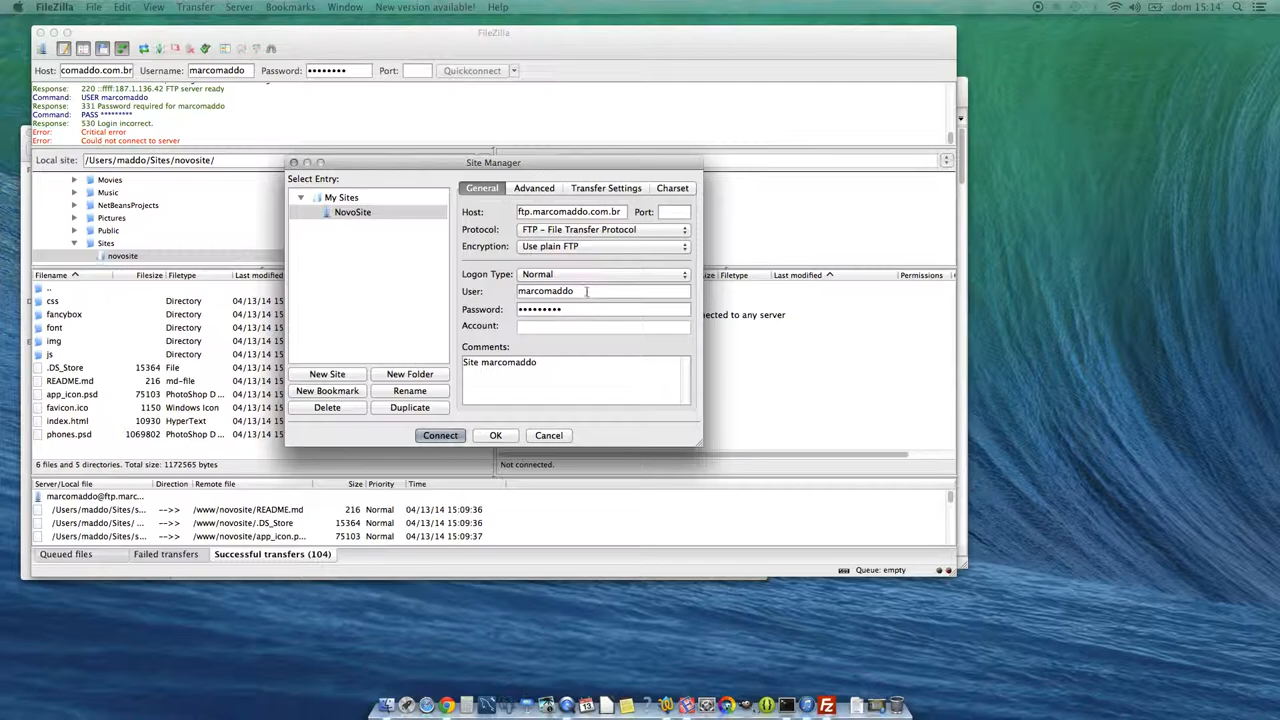 FileZilla File Edit View Transfer Server Bookmarks Window New version available! Help dom 15:14
FileZilla
Host: comaddo.com.br Username: marcomaddo Password: •••••••• Port: Quickconnect
Response: 220 ::ffff:187.1.136.42 FTP server ready
Command: USER marcomaddo
Response: 331 Password required for marcomaddo
Command: PASS *********
Response: 530 Login incorrect.
Error: Critical error
Error: Could not connect to server
Local site: /Users/maddo/Sites/novosite/
Movies
Music
NetBeansProjects
Pictures
Public
Sites
novosite
Filename Filesize Filetype Last modified
..
css Directory 04/13/14 15
fancybox Directory 04/13/14 15
font Directory 04/13/14 15
img Directory 04/13/14 15
js Directory 04/13/14 15
.DS_Store 15364 File 04/13/14 15
README.md 216 md-file 04/13/14 15
app_icon.psd 75103 PhotoShop D ... 04/13/14 15
favicon.ico 1150 Windows Icon 04/13/14 15
index.html 10930 HyperText 04/13/14 15
phones.psd 1069802 PhotoShop D ... 04/13/14 15
6 files and 5 directories. Total size: 1172565 bytes
Site Manager
Select Entry:
My Sites
NovoSite
New Site New Folder
New Bookmark Rename
Delete Duplicate
General Advanced Transfer Settings Charset
Host: ftp.marcomaddo.com.br Port:
Protocol: FTP - File Transfer Protocol
Encryption: Use plain FTP
Logon Type: Normal
User: marcomaddo
Password: •••••••••
Account:
Comments:
Site marcomaddo
Connect OK Cancel
size Filetype Last modified Permissions
nected to any server
Not connected.
Server/Local file Direction Remote file Size Priority Time
marcomaddo@ftp.marc...
/Users/maddo/Sites/s... -->> /www/novosite/README.md 216 Normal 04/13/14 15:09:36
/Users/maddo/Sites/ ... -->> /www/novosite/.DS_Store 15364 Normal 04/13/14 15:09:36
/Users/maddo/Sites/s... -->> /www/novosite/app_icon.p... 75103 Normal 04/13/14 15:09:37
Queued files Failed transfers Successful transfers (104)
Queue: empty